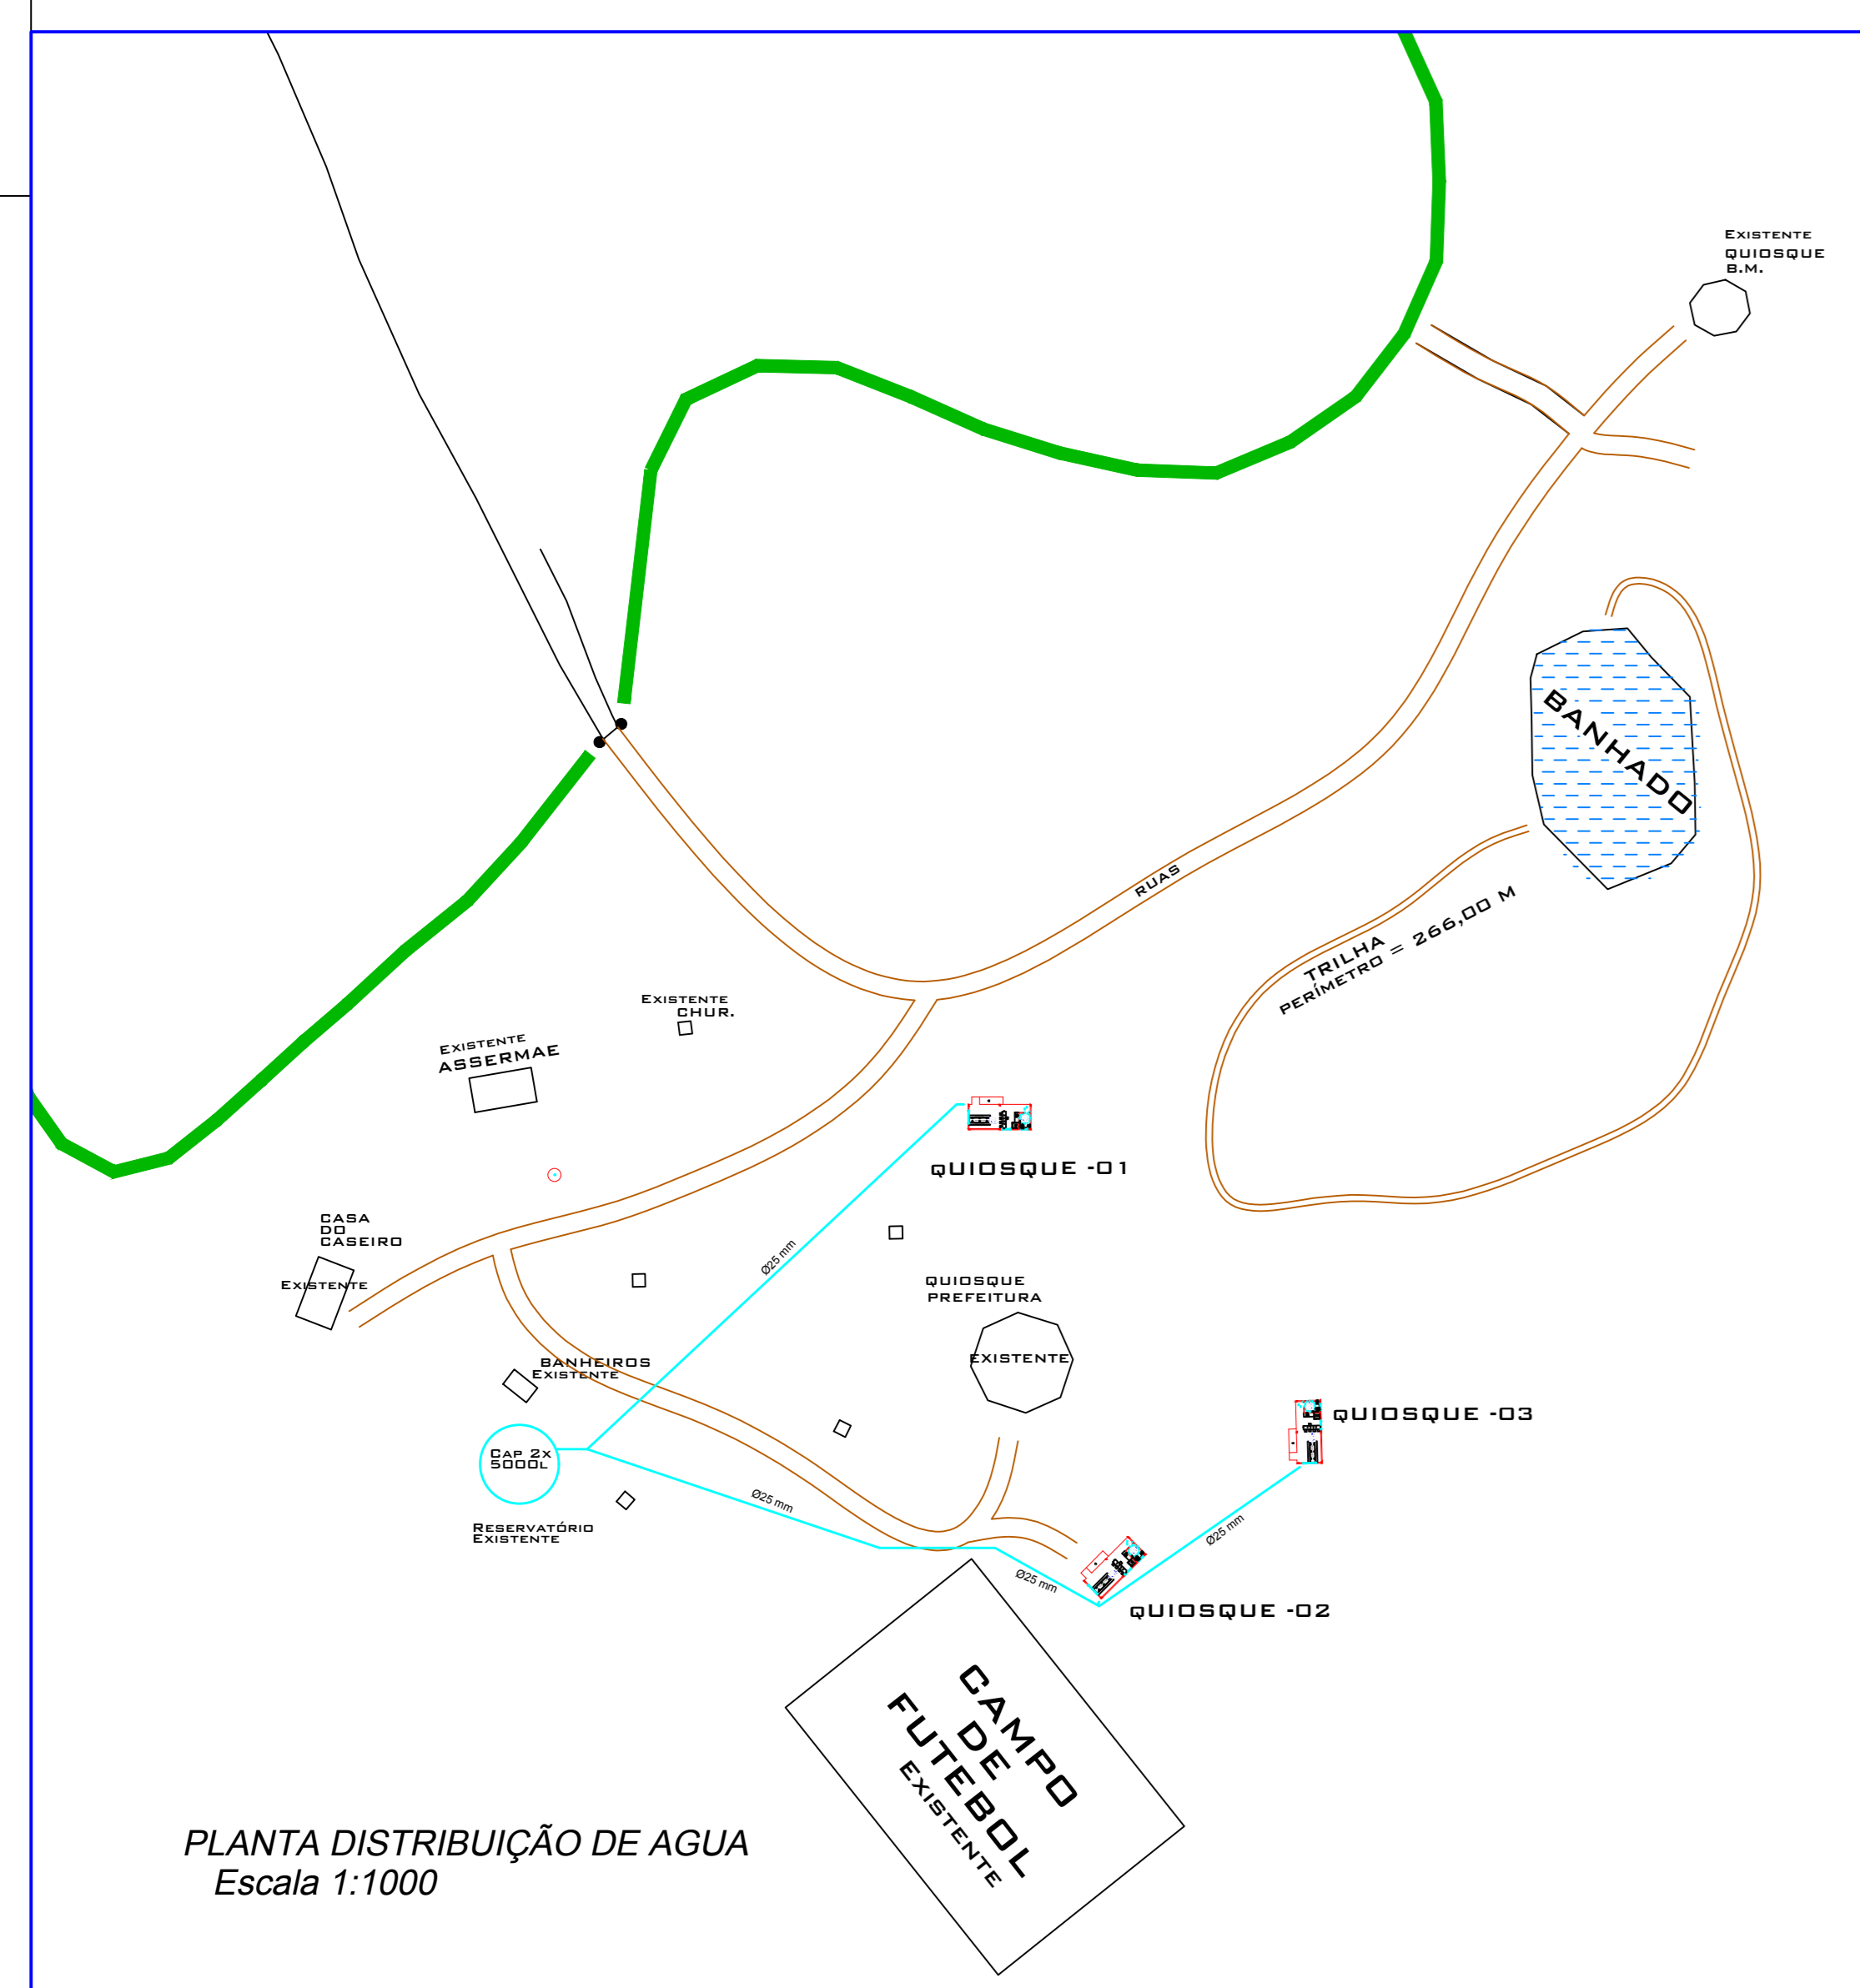 Existente
QUIOSQUE
B.M.
BANHADO
RUAS
TRILHA
PERÍMETRO = 266,00 M
Existente
CHUR.
Existente
ASSERMAE
QUIOSQUE -01
CASA
DO
CASEIRO
Existente
Ø25 mm
QUIOSQUE
PREFEITURA
EXISTENTE
BANHEIROS
Existente
QUIOSQUE -03
Cap 2x
5000L
Ø25 mm
Reservatório
Existente
Ø25 mm
Ø25 mm
QUIOSQUE -02
CAMPO
DE
FUTEBOL
EXISTENTE
PLANTA DISTRIBUIÇÃO DE AGUA
Escala 1:1000